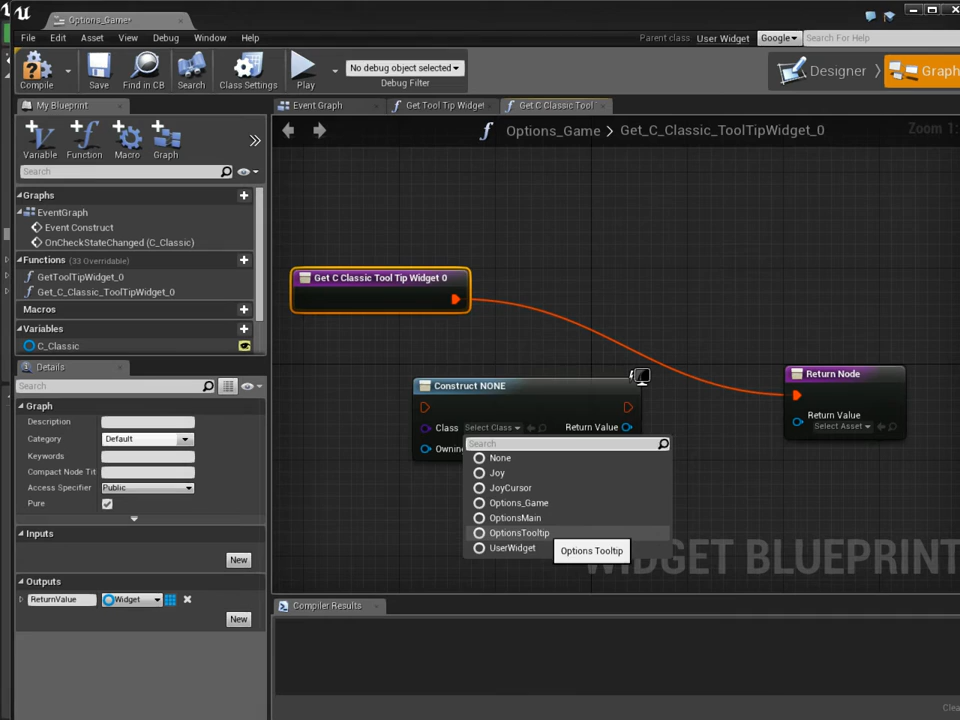 Options_Game*
File Edit Asset View Debug Window Help
Parent class: User Widget Google Search For Help
Compile Save Find in CB Search Class Settings Play
No debug object selected
Debug Filter
Designer Graph
My Blueprint
Event Graph Get Tool Tip Widget Get C Classic Tool T
Variable Function Macro Graph
Options_Game > Get_C_Classic_ToolTipWidget_0
Zoom 1:
Search
Graphs
EventGraph
Event Construct
OnCheckStateChanged (C_Classic)
Functions (33 Overridable)
GetToolTipWidget_0
Get_C_Classic_ToolTipWidget_0
Macros
Variables
C_Classic
Get C Classic Tool Tip Widget 0
Details
Search
Graph
Description
Category Default
Keywords
Compact Node Tit
Access Specifier Public
Pure
Inputs
New
Outputs
ReturnValue Widget
New
Construct NONE
Class Select Class Return Value
Owning
Search
None
Joy
JoyCursor
Options_Game
OptionsMain
OptionsTooltip
UserWidget
Options Tooltip
Return Node
Return Value
Select Asset
WIDGET BLUEPRINT
Compiler Results
Clea